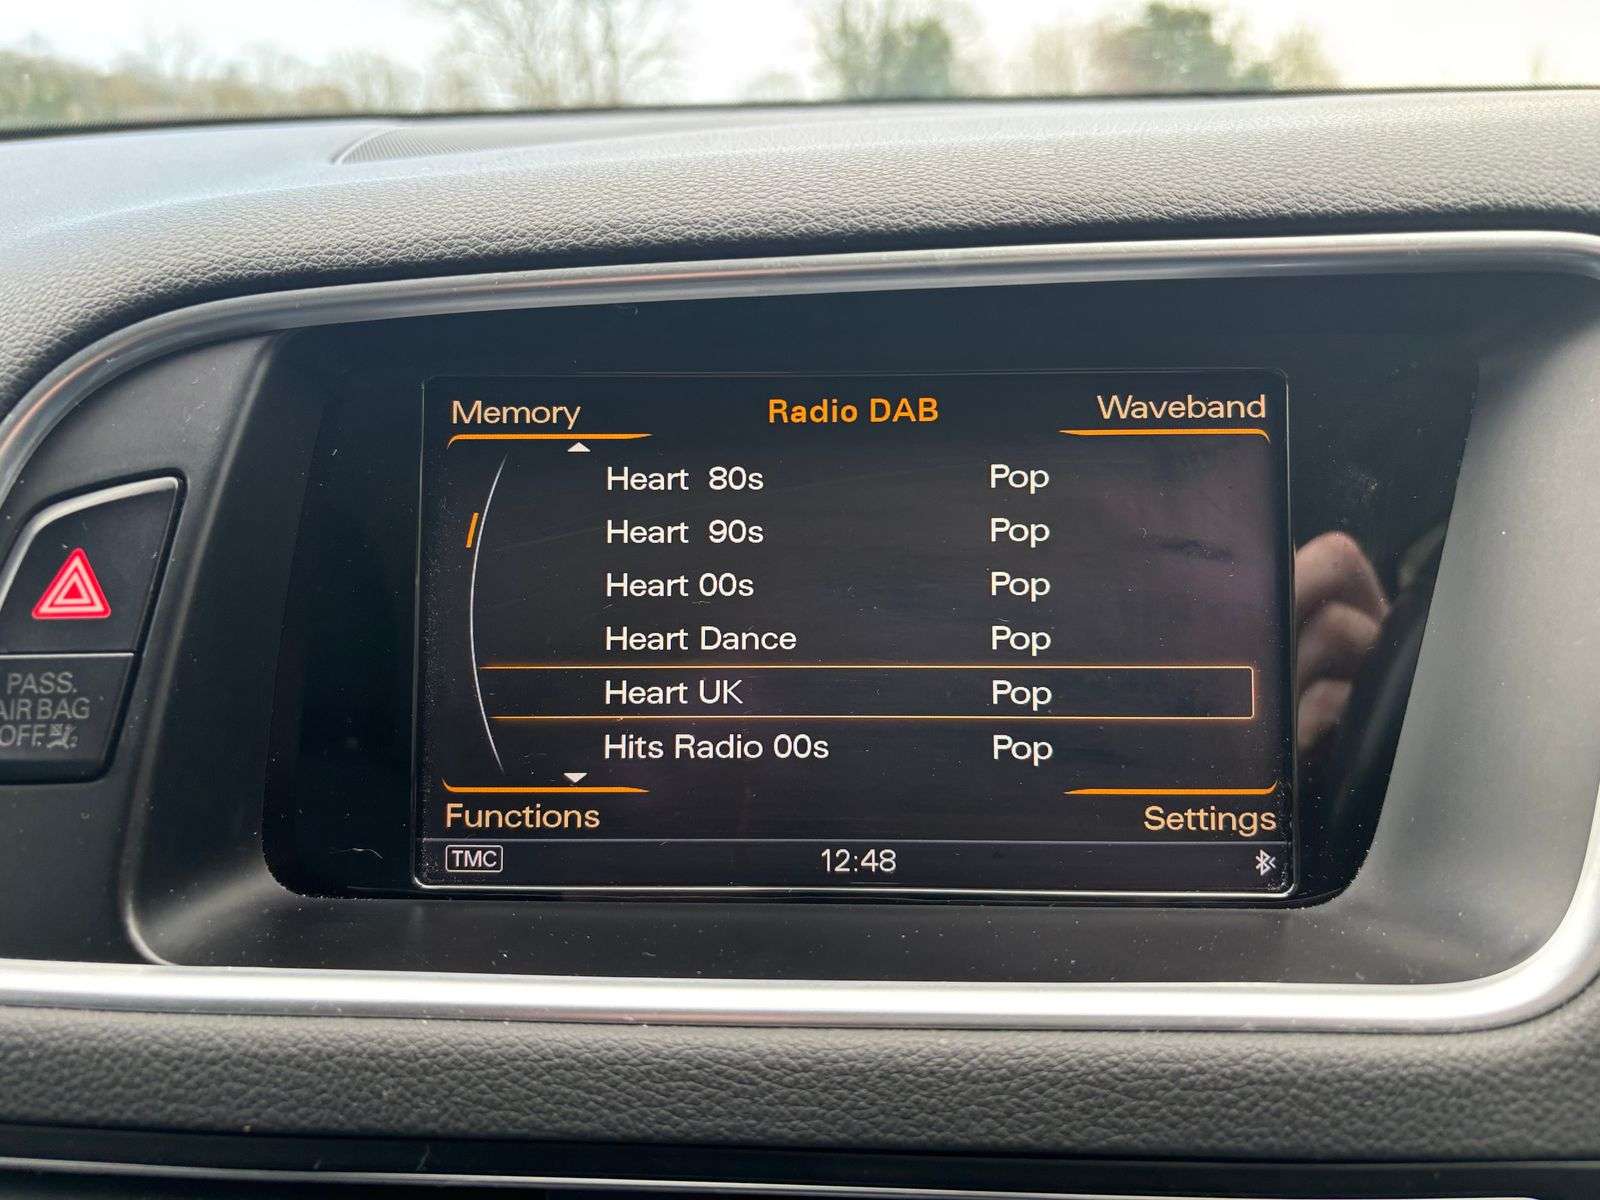 Memory Radio DAB Waveband
Heart 80s Pop
Heart 90s Pop
Heart 00s Pop
Heart Dance Pop
Heart UK Pop
Hits Radio 00s Pop
Functions Settings
TMC 12:48
PASS.
AIR BAG
OFF